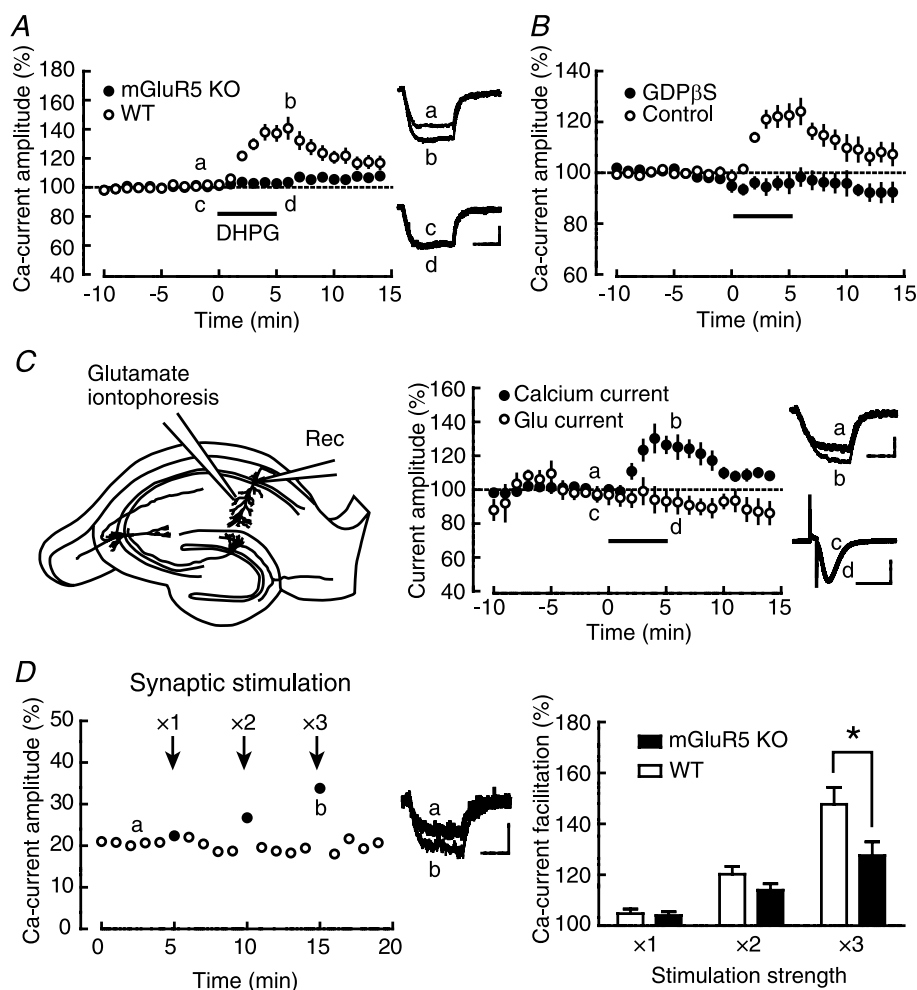 A
Ca-current amplitude (%)
180
160
140
120
100
80
60
40
-10 -5 0 5 10 15
Time (min)
mGluR5 KO
WT
a
b
c
d
DHPG
a
b
c
d
B
Ca-current amplitude (%)
140
120
100
80
60
-10 -5 0 5 10 15
Time (min)
GDPβS
Control
C
Glutamate
iontophoresis
Rec
Current amplitude (%)
160
140
120
100
80
60
40
-10 -5 0 5 10 15
Time (min)
Calcium current
Glu current
a
b
c
d
a
b
c
d
D
Synaptic stimulation
×1 ×2 ×3
Ca-current amplitude (%)
50
40
30
20
10
0
0 5 10 15 20
Time (min)
a
b
a
b
Ca-current facilitation (%)
180
160
140
120
100
mGluR5 KO
WT
*
×1 ×2 ×3
Stimulation strength